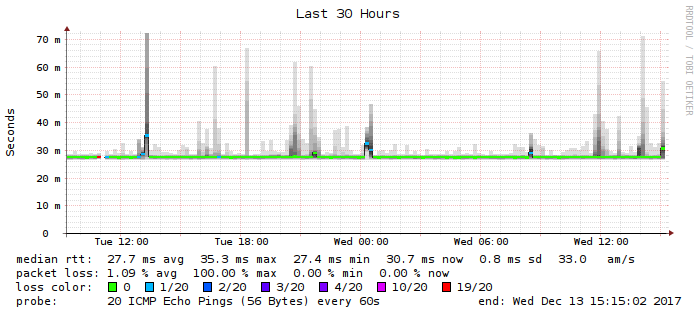 Last 30 Hours
RRDTOOL / TOBI OETIKER
Seconds
70 m
60 m
50 m
40 m
30 m
20 m
10 m
0
Tue 12:00 Tue 18:00 Wed 00:00 Wed 06:00 Wed 12:00
median rtt: 27.7 ms avg 35.3 ms max 27.4 ms min 30.7 ms now 0.8 ms sd 33.0 am/s
packet loss: 1.09 % avg 100.00 % max 0.00 % min 0.00 % now
loss color: 0 1/20 2/20 3/20 4/20 10/20 19/20
probe: 20 ICMP Echo Pings (56 Bytes) every 60s end: Wed Dec 13 15:15:02 2017